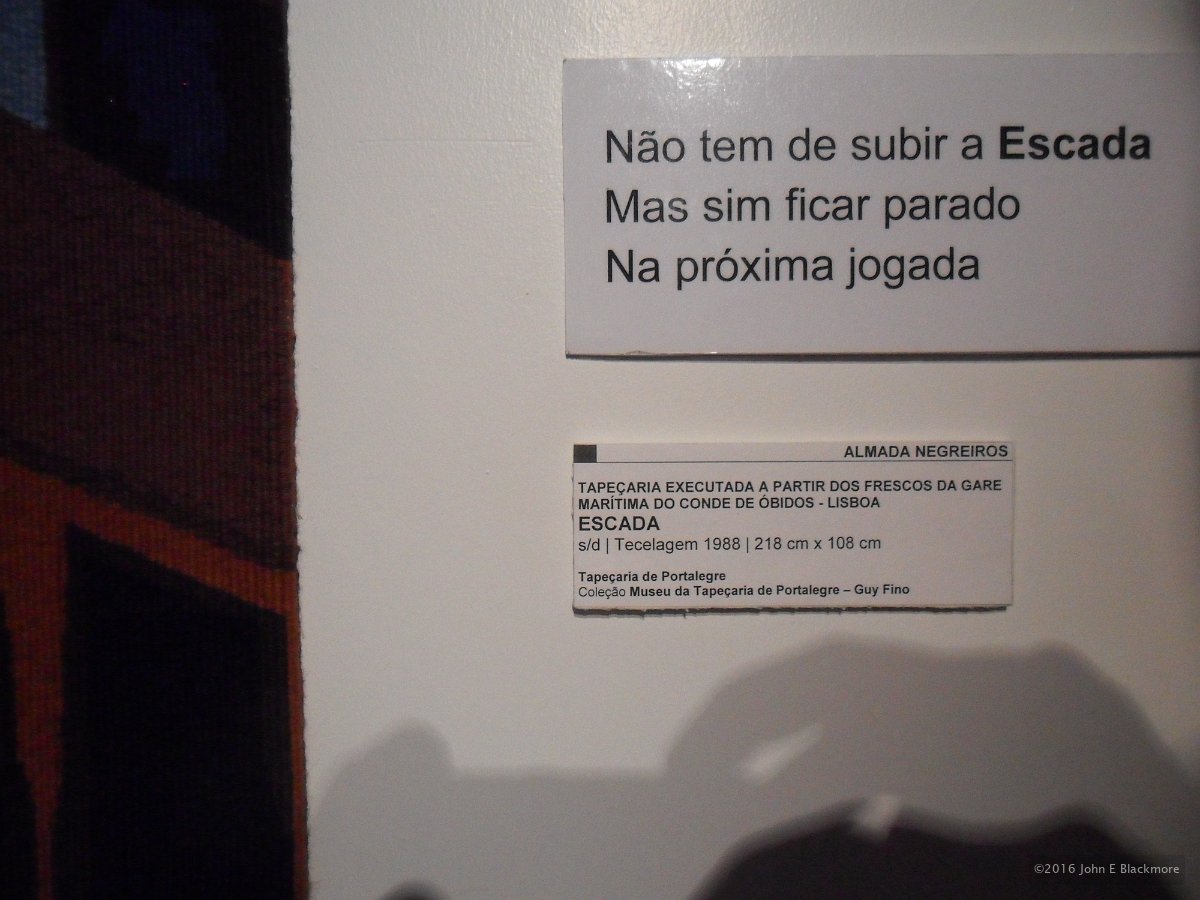 Não tem de subir a Escada
Mas sim ficar parado
Na próxima jogada
ALMADA NEGREIROS
TAPEÇARIA EXECUTADA A PARTIR DOS FRESCOS DA GARE
MARÍTIMA DO CONDE DE ÓBIDOS - LISBOA
ESCADA
s/d | Tecelagem 1988 | 218 cm x 108 cm
Tapeçaria de Portalegre
Coleção Museu da Tapeçaria de Portalegre – Guy Fino
©2016 John E Blackmore